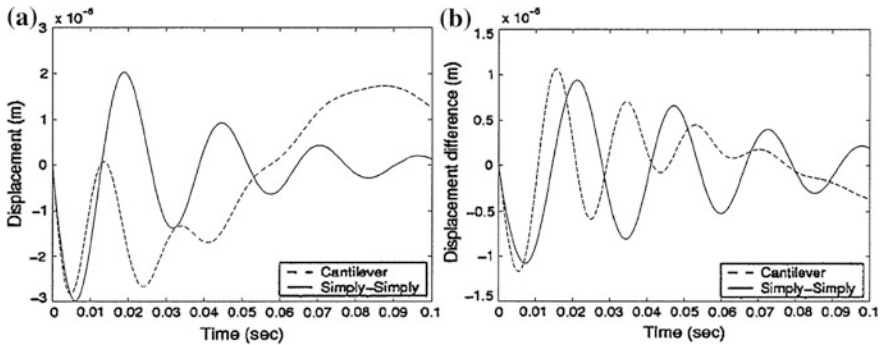 (a)
3 x 10⁻⁵
2
1
0
-1
-2
-3
0 0.01 0.02 0.03 0.04 0.05 0.06 0.07 0.08 0.09 0.1
Displacement (m)
Time (sec)
Cantilever
Simply-Simply
(b)
1.5 x 10⁻⁵
1
0.5
0
-0.5
-1
-1.5
0 0.01 0.02 0.03 0.04 0.05 0.06 0.07 0.08 0.09 0.1
Displacement difference (m)
Time (sec)
Cantilever
Simply-Simply